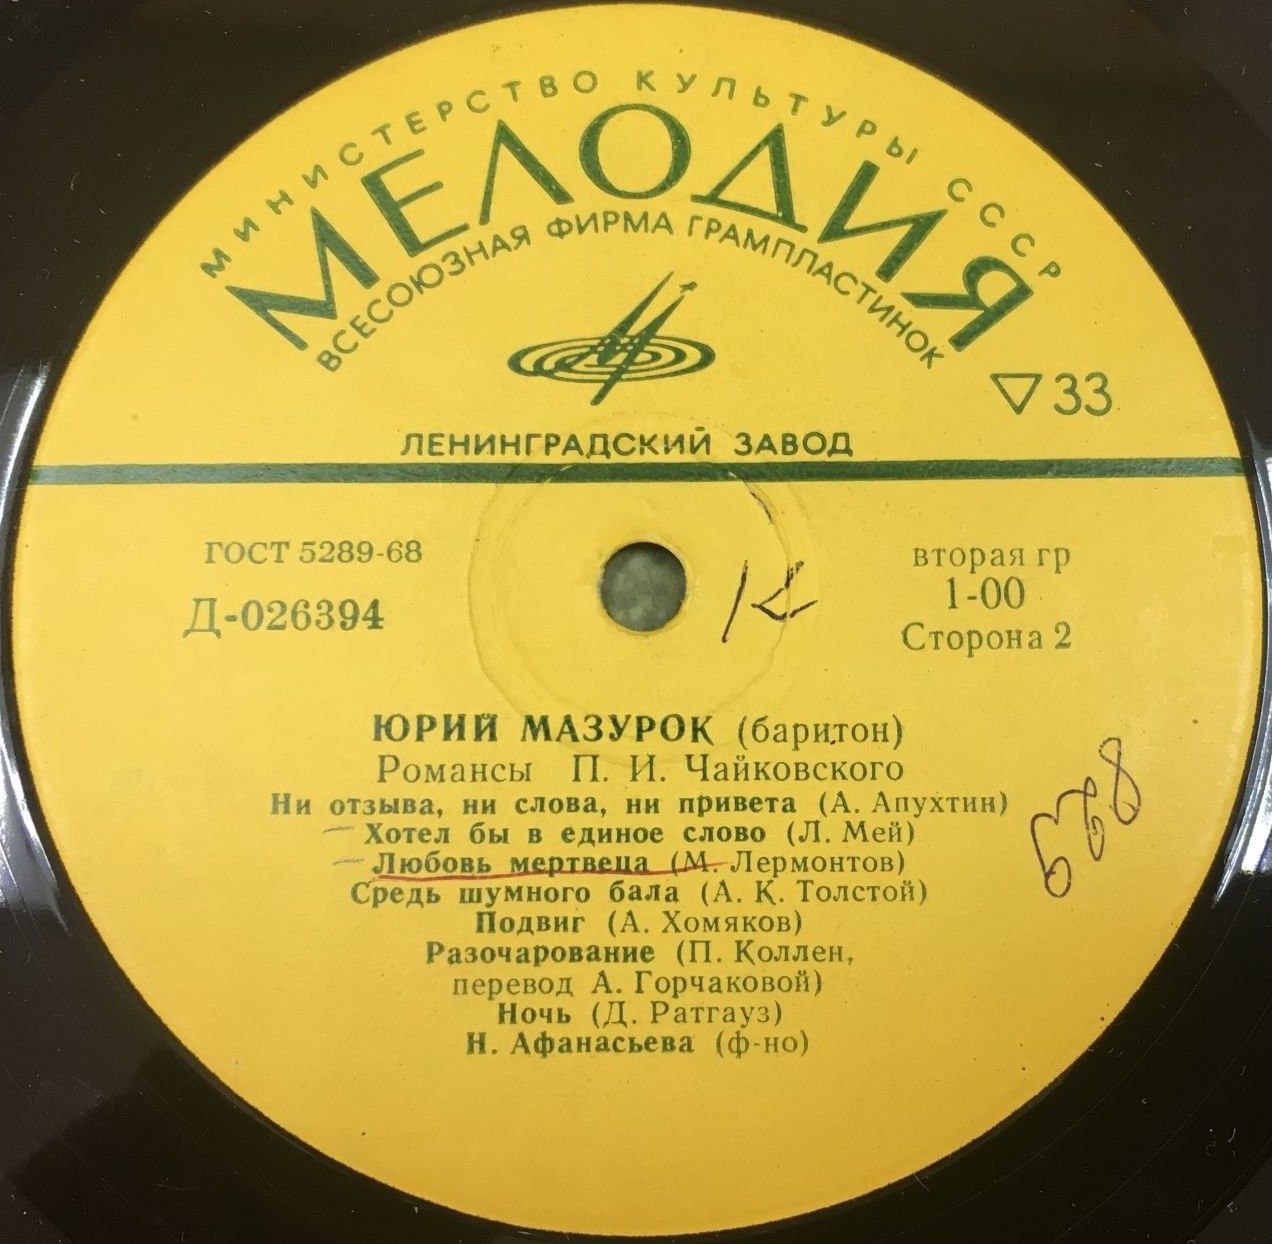 МИНИСТЕРСТВО КУЛЬТУРЫ СССР
МЕЛОДИЯ
ВСЕСОЮЗНАЯ ФИРМА ГРАМПЛАСТИНОК
33
ЛЕНИНГРАДСКИЙ ЗАВОД
ГОСТ 5289-68
Д-026394
вторая гр
1-00
Сторона 2
К
ЮРИЙ МАЗУРОК (баритон)
Романсы П. И. Чайковского
Ни отзыва, ни слова, ни привета (А. Апухтин)
Хотел бы в единое слово (Л. Мей)
Любовь мертвеца (М. Лермонтов)
Средь шумного бала (А. К. Толстой)
Подвиг (А. Хомяков)
Разочарование (П. Коллен,
перевод А. Горчаковой)
Ночь (Д. Ратгауз)
Н. Афанасьева (ф-но)